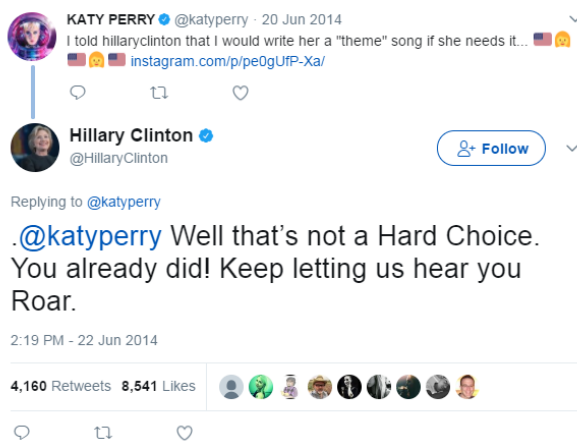 KATY PERRY @katyperry · 20 Jun 2014
I told hillaryclinton that I would write her a "theme" song if she needs it... 🇺🇸👩
🇺🇸👩🇺🇸 instagram.com/p/pe0gUfP-Xa/
Hillary Clinton
@HillaryClinton
Follow
Replying to @katyperry
.@katyperry Well that's not a Hard Choice.
You already did! Keep letting us hear you
Roar.
2:19 PM - 22 Jun 2014
4,160 Retweets 8,541 Likes